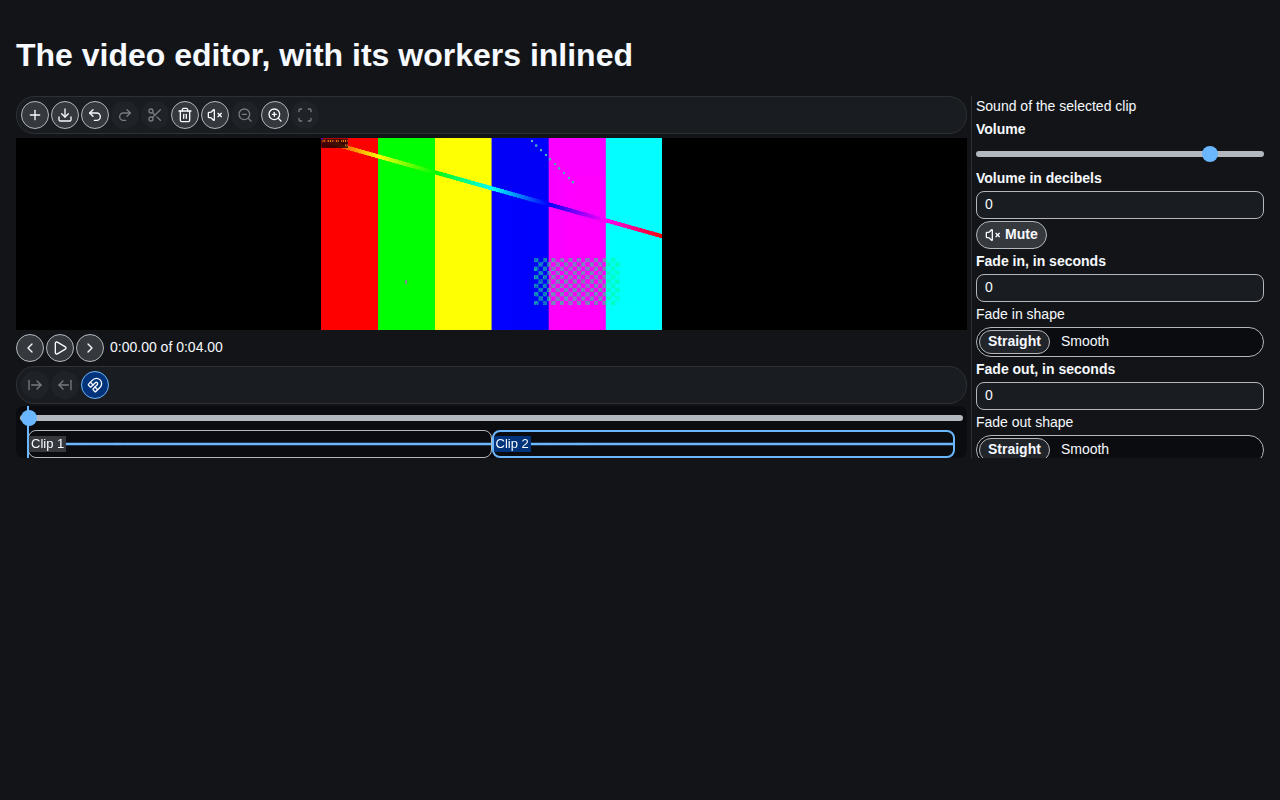 The video editor, with its workers inlined
Sound of the selected clip
Volume
Volume in decibels
0
Mute
Fade in, in seconds
0
Fade in shape
Straight Smooth
Fade out, in seconds
0
Fade out shape
Straight Smooth
0:00.00 of 0:04.00
Clip 1
Clip 2